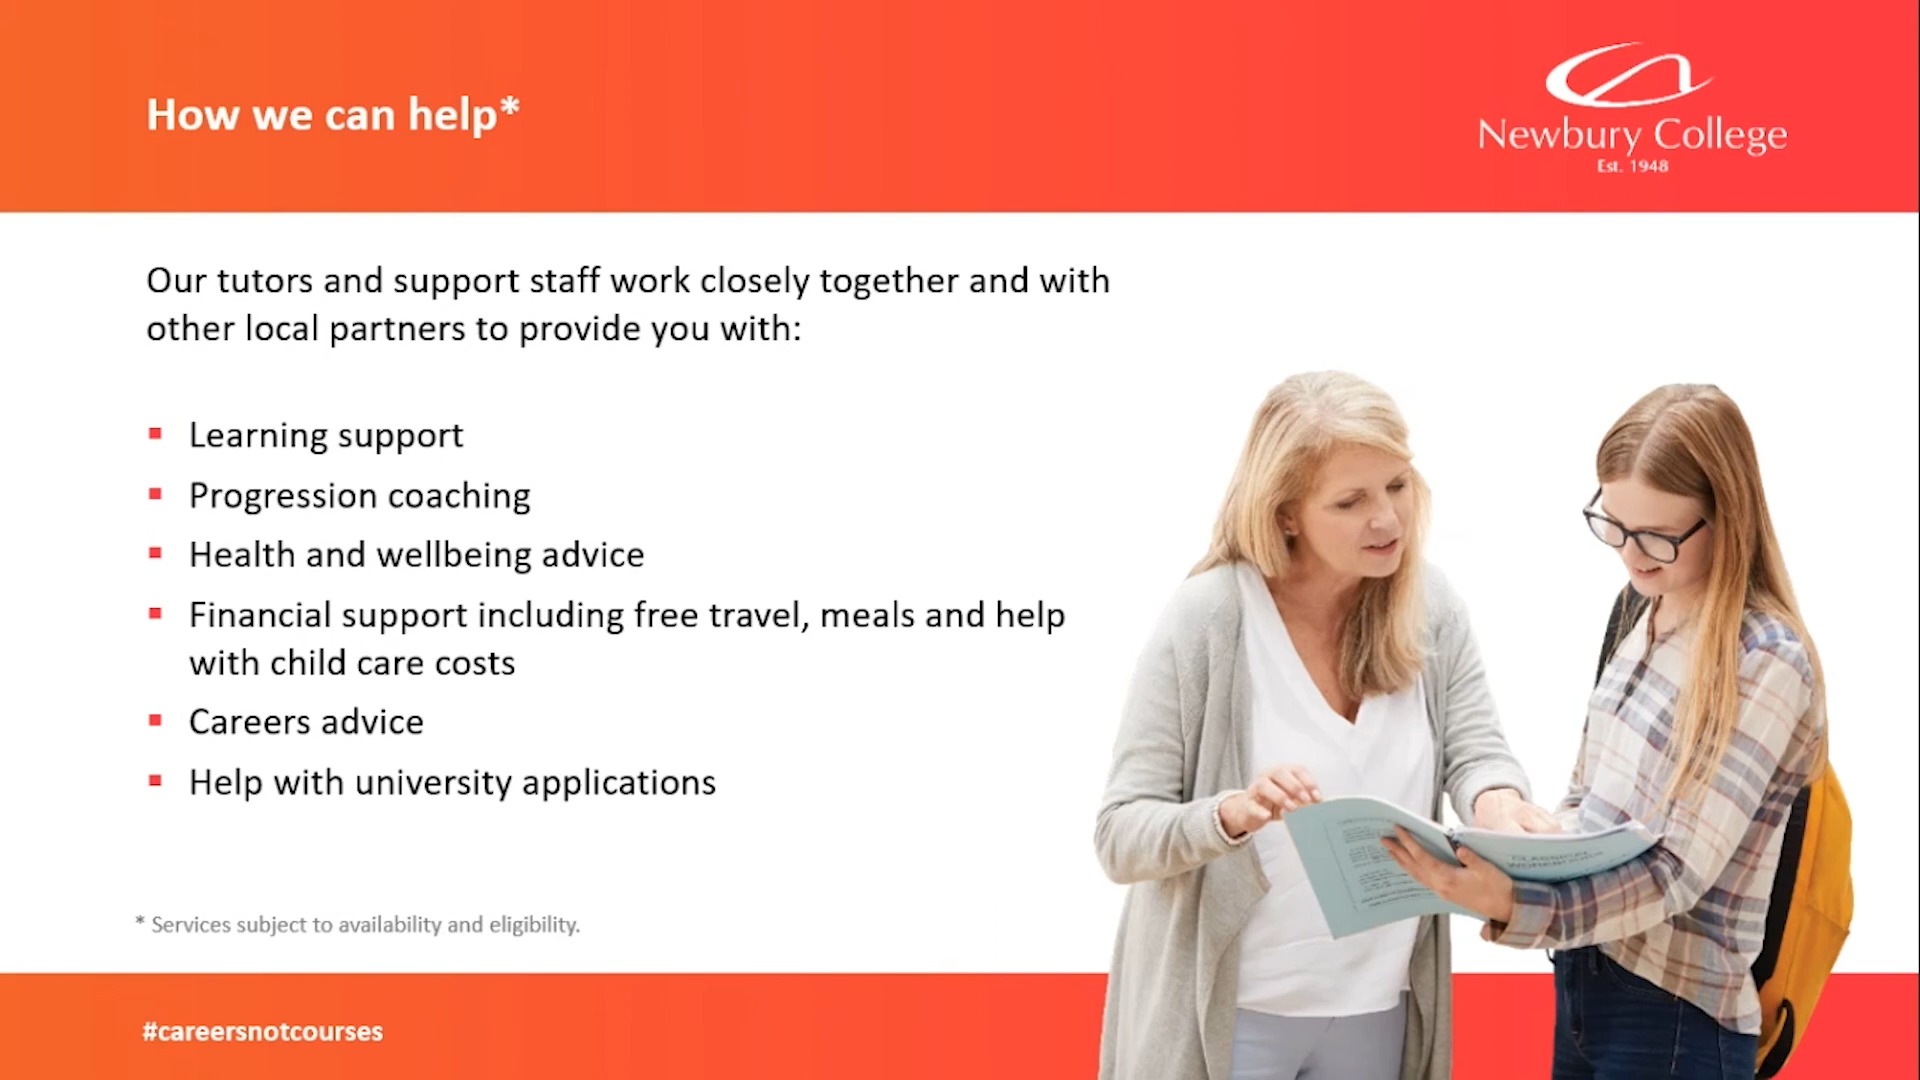 How we can help*
Newbury College
Est. 1948
Our tutors and support staff work closely together and with
other local partners to provide you with:
Learning support
Progression coaching
Health and wellbeing advice
Financial support including free travel, meals and help
with child care costs
Careers advice
Help with university applications
* Services subject to availability and eligibility.
#careersnotcourses